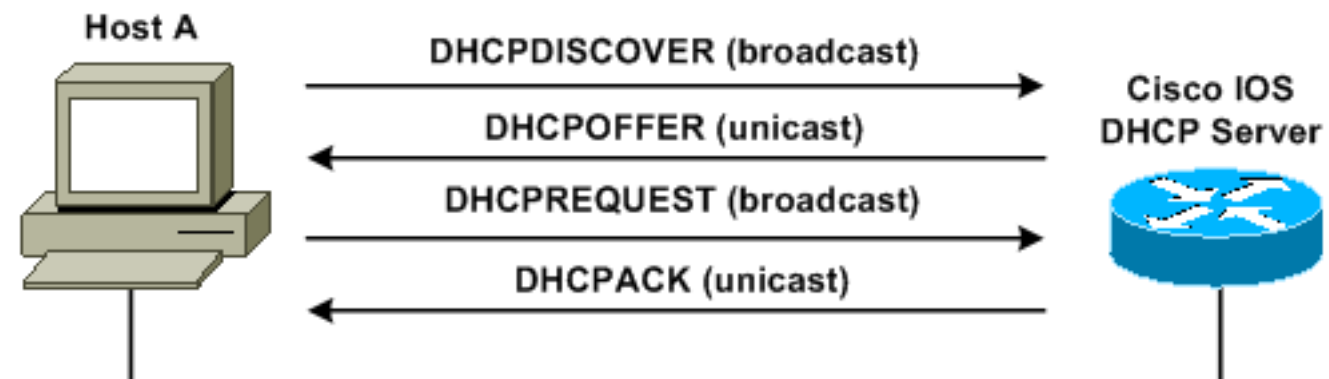 Host A
DHCPDISCOVER (broadcast)
DHCPOFFER (unicast)
DHCPREQUEST (broadcast)
DHCPACK (unicast)
Cisco IOS
DHCP Server